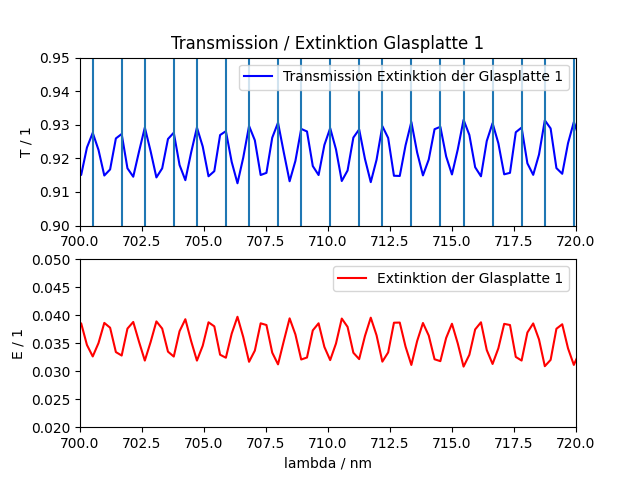 Transmission / Extinktion Glasplatte 1
0.95
0.94
0.93
0.92
0.91
0.90
T / 1
Transmission Extinktion der Glasplatte 1
700.0 702.5 705.0 707.5 710.0 712.5 715.0 717.5 720.0
0.050
0.045
0.040
0.035
0.030
0.025
0.020
E / 1
Extinktion der Glasplatte 1
700.0 702.5 705.0 707.5 710.0 712.5 715.0 717.5 720.0
lambda / nm